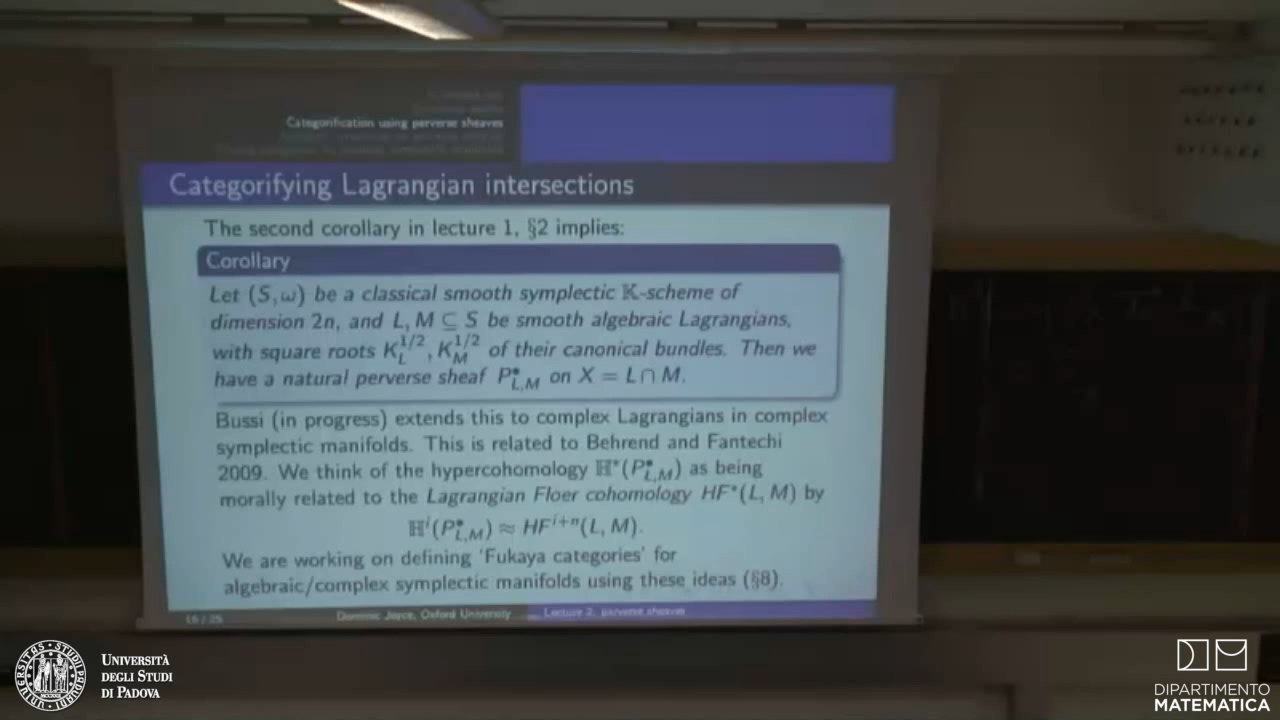 Categorification using perverse sheaves
Categorifying Lagrangian intersections
The second corollary in lecture 1, §2 implies:
Corollary
Let (S,ω) be a classical smooth symplectic 𝕂-scheme of
dimension 2n, and L, M ⊆ S be smooth algebraic Lagrangians,
with square roots K_L^{1/2}, K_M^{1/2} of their canonical bundles. Then we
have a natural perverse sheaf P^•_{L,M} on X = L ∩ M.
Bussi (in progress) extends this to complex Lagrangians in complex
symplectic manifolds. This is related to Behrend and Fantechi
2009. We think of the hypercohomology ℍ*(P^•_{L,M}) as being
morally related to the Lagrangian Floer cohomology HF*(L, M) by
ℍ^i(P^•_{L,M}) ≈ HF^{i+n}(L, M).
We are working on defining 'Fukaya categories' for
algebraic/complex symplectic manifolds using these ideas (§8).
Dominic Joyce, Oxford University
Lecture 2: perverse sheaves
UNIVERSITÀ
DEGLI STUDI
DI PADOVA
DIPARTIMENTO
MATEMATICA